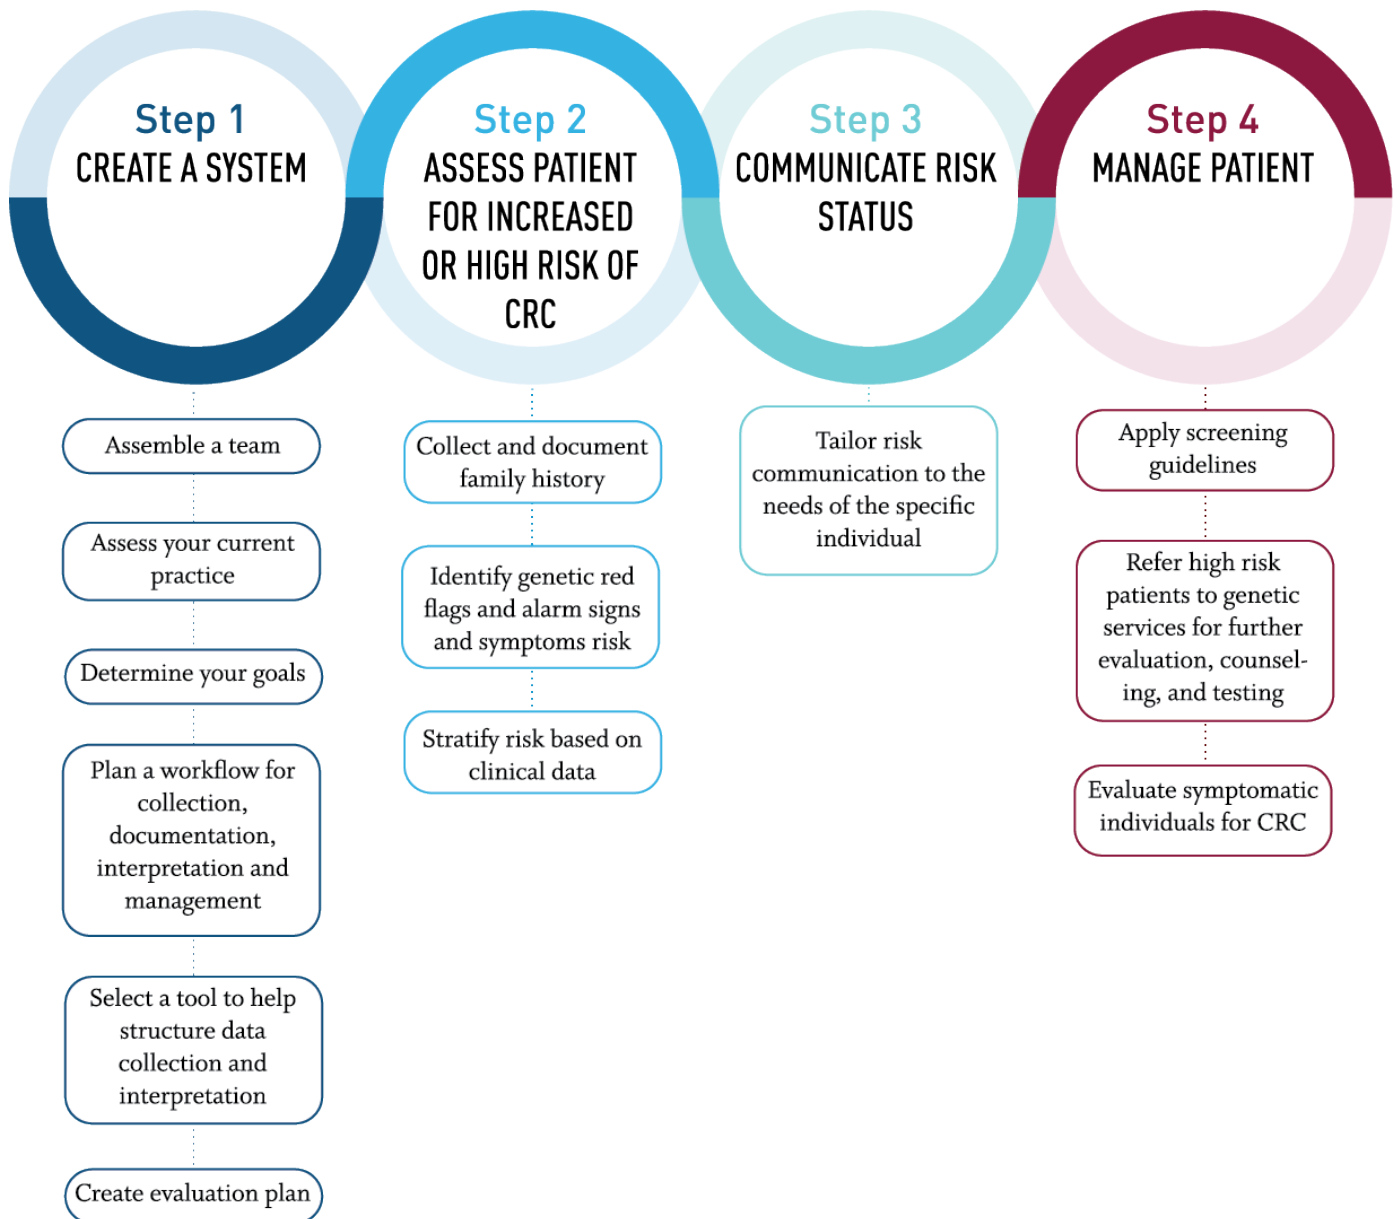 Step 1
CREATE A SYSTEM
Assemble a team
Assess your current
practice
Determine your goals
Plan a workflow for
collection,
documentation,
interpretation and
management
Select a tool to help
structure data
collection and
interpretation
Create evaluation plan
Step 2
ASSESS PATIENT
FOR INCREASED
OR HIGH RISK OF
CRC
Collect and document
family history
Identify genetic red
flags and alarm signs
and symptoms risk
Stratify risk based on
clinical data
Step 3
COMMUNICATE RISK
STATUS
Tailor risk
communication to the
needs of the specific
individual
Step 4
MANAGE PATIENT
Apply screening
guidelines
Refer high risk
patients to genetic
services for further
evaluation, counsel-
ing, and testing
Evaluate symptomatic
individuals for CRC